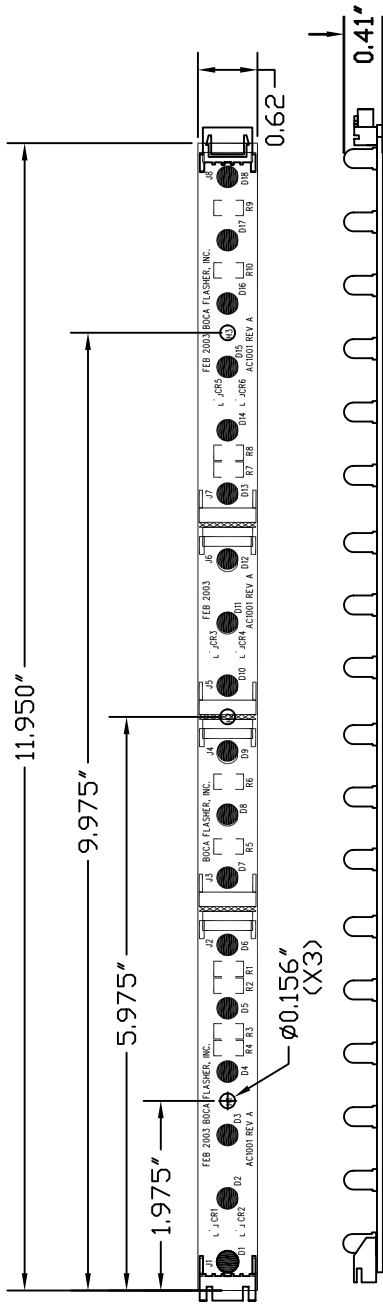 11.950"
9.975"
5.975"
1.975"
0.62
0.41"
ø0.156"
(X3)
FEB 2003 BOCA FLASHER, INC.
BOCA FLASHER, INC.
FEB 2003
FEB 2003 BOCA FLASHER, INC.
J1
CR1
R4
R3
R2
R1
J2
J3
R5
R6
J4
J5
CR3
J6
J7
R7
R8
CR5
H3
R10
R9
J8
D1
CR2
D2
D3
D4
D5
D6
D7
D8
D9
D10
CR4
D11
D12
D13
D14
CR6
D15
D16
D17
D18
AC1001 REV A
AC1001 REV A
AC1001 REV A